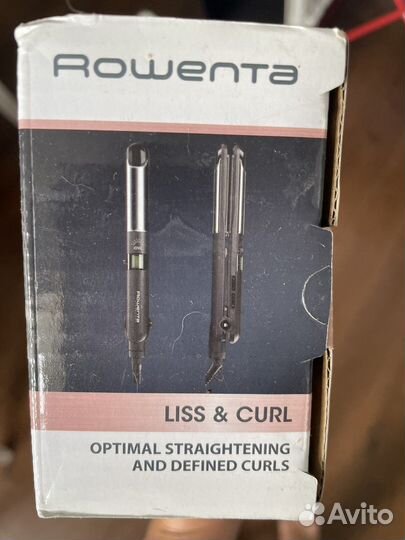 Rowenta
ROWENTA
LISS & CURL
OPTIMAL STRAIGHTENING
AND DEFINED CURLS
Avito